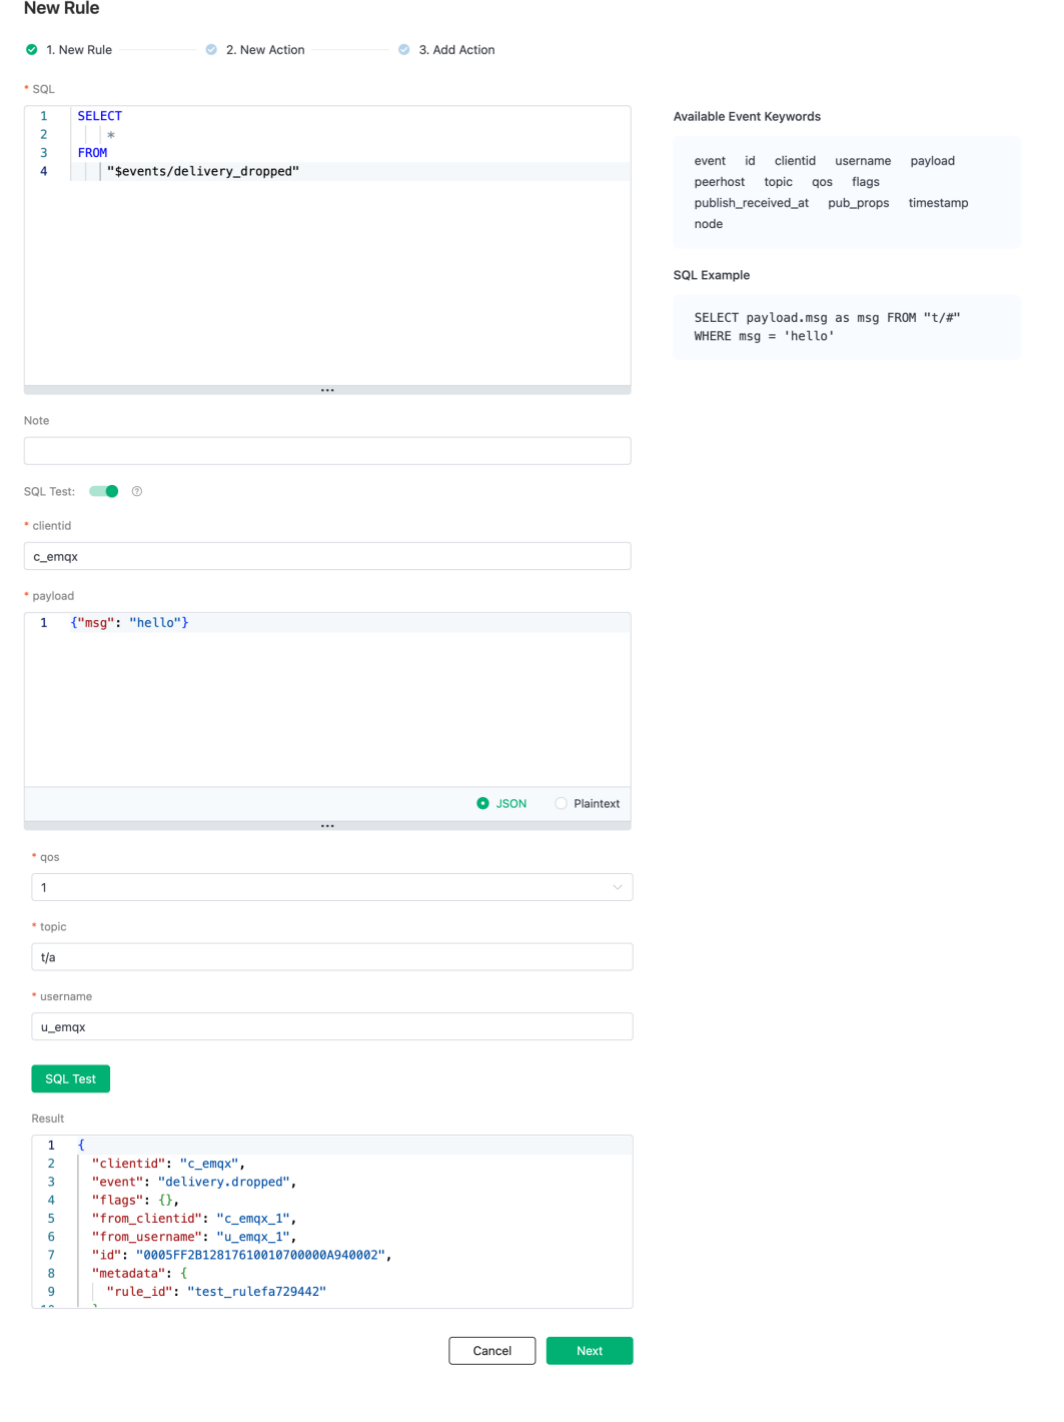 New Rule
1. New Rule
2. New Action
3. Add Action
* SQL
1 SELECT
2 *
3 FROM
4 "$events/delivery_dropped"
Available Event Keywords
event id clientid username payload
peerhost topic qos flags
publish_received_at pub_props timestamp
node
SQL Example
SELECT payload.msg as msg FROM "t/#"
WHERE msg = 'hello'
Note
SQL Test:
* clientid
c_emqx
* payload
1 {"msg": "hello"}
JSON Plaintext
* qos
1
* topic
t/a
* username
u_emqx
SQL Test
Result
1 {
2 "clientid": "c_emqx",
3 "event": "delivery.dropped",
4 "flags": {},
5 "from_clientid": "c_emqx_1",
6 "from_username": "u_emqx_1",
7 "id": "0005FF2B12817610010700000A940002",
8 "metadata": {
9 "rule_id": "test_rulefa729442"
Cancel Next